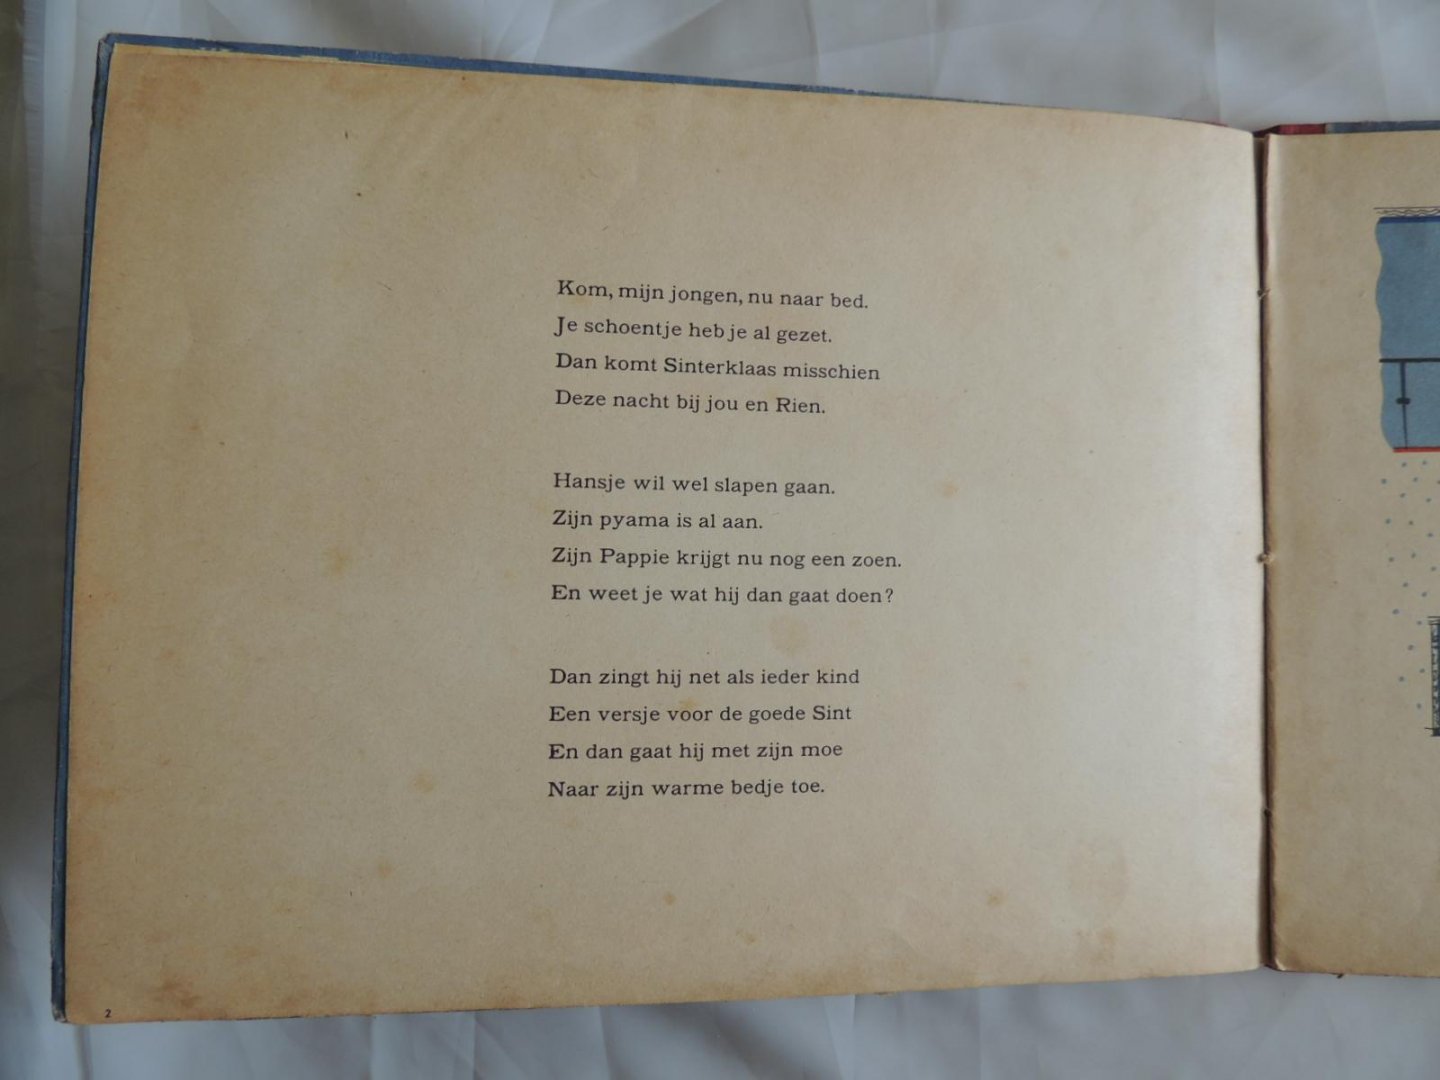 Kom, mijn jongen, nu naar bed.
Je schoentje heb je al gezet.
Dan komt Sinterklaas misschien
Deze nacht bij jou en Rien.
Hansje wil wel slapen gaan.
Zijn pyama is al aan.
Zijn Pappie krijgt nu nog een zoen.
En weet je wat hij dan gaat doen?
Dan zingt hij net als ieder kind
Een versje voor de goede Sint
En dan gaat hij met zijn moe
Naar zijn warme bedje toe.
2